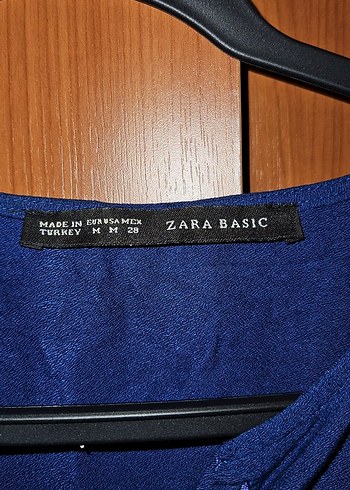 MADE IN EUR USA MEX
TURKEY M M 28
ZARA BASIC